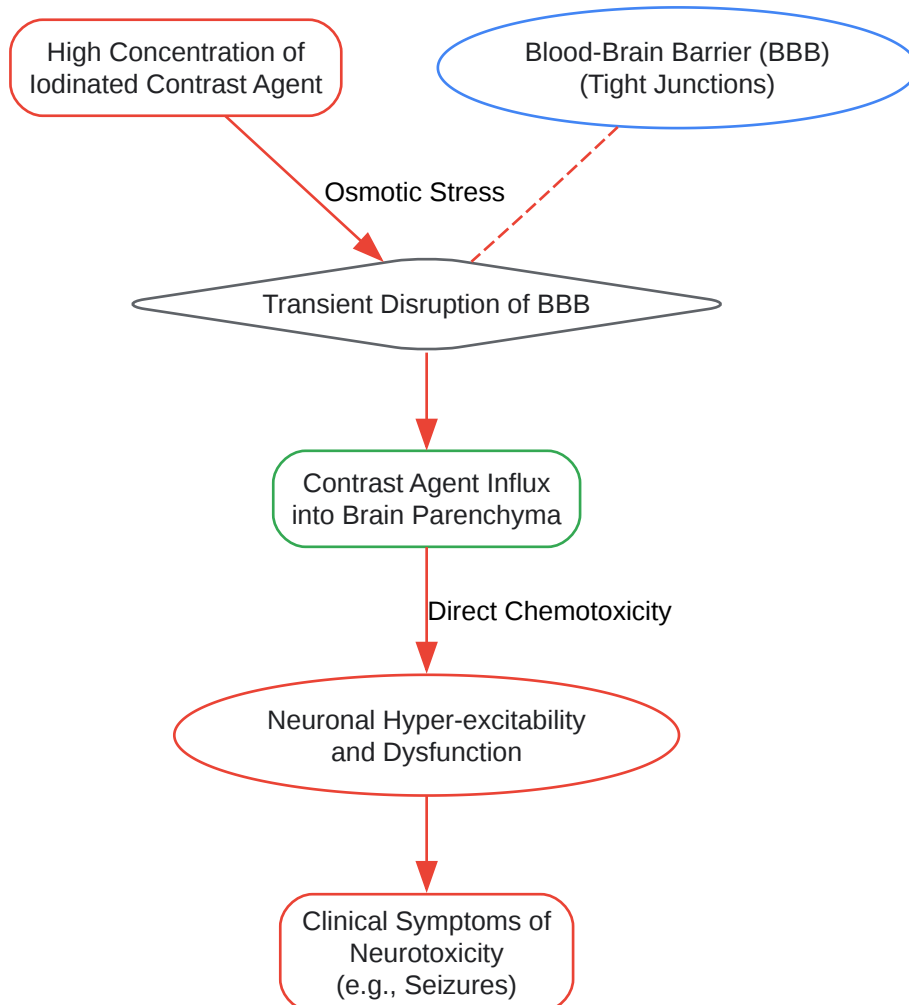 High Concentration of
Iodinated Contrast Agent
Blood-Brain Barrier (BBB)
(Tight Junctions)
Osmotic Stress
Transient Disruption of BBB
Contrast Agent Influx
into Brain Parenchyma
Direct Chemotoxicity
Neuronal Hyper-excitability
and Dysfunction
Clinical Symptoms of
Neurotoxicity
(e.g., Seizures)